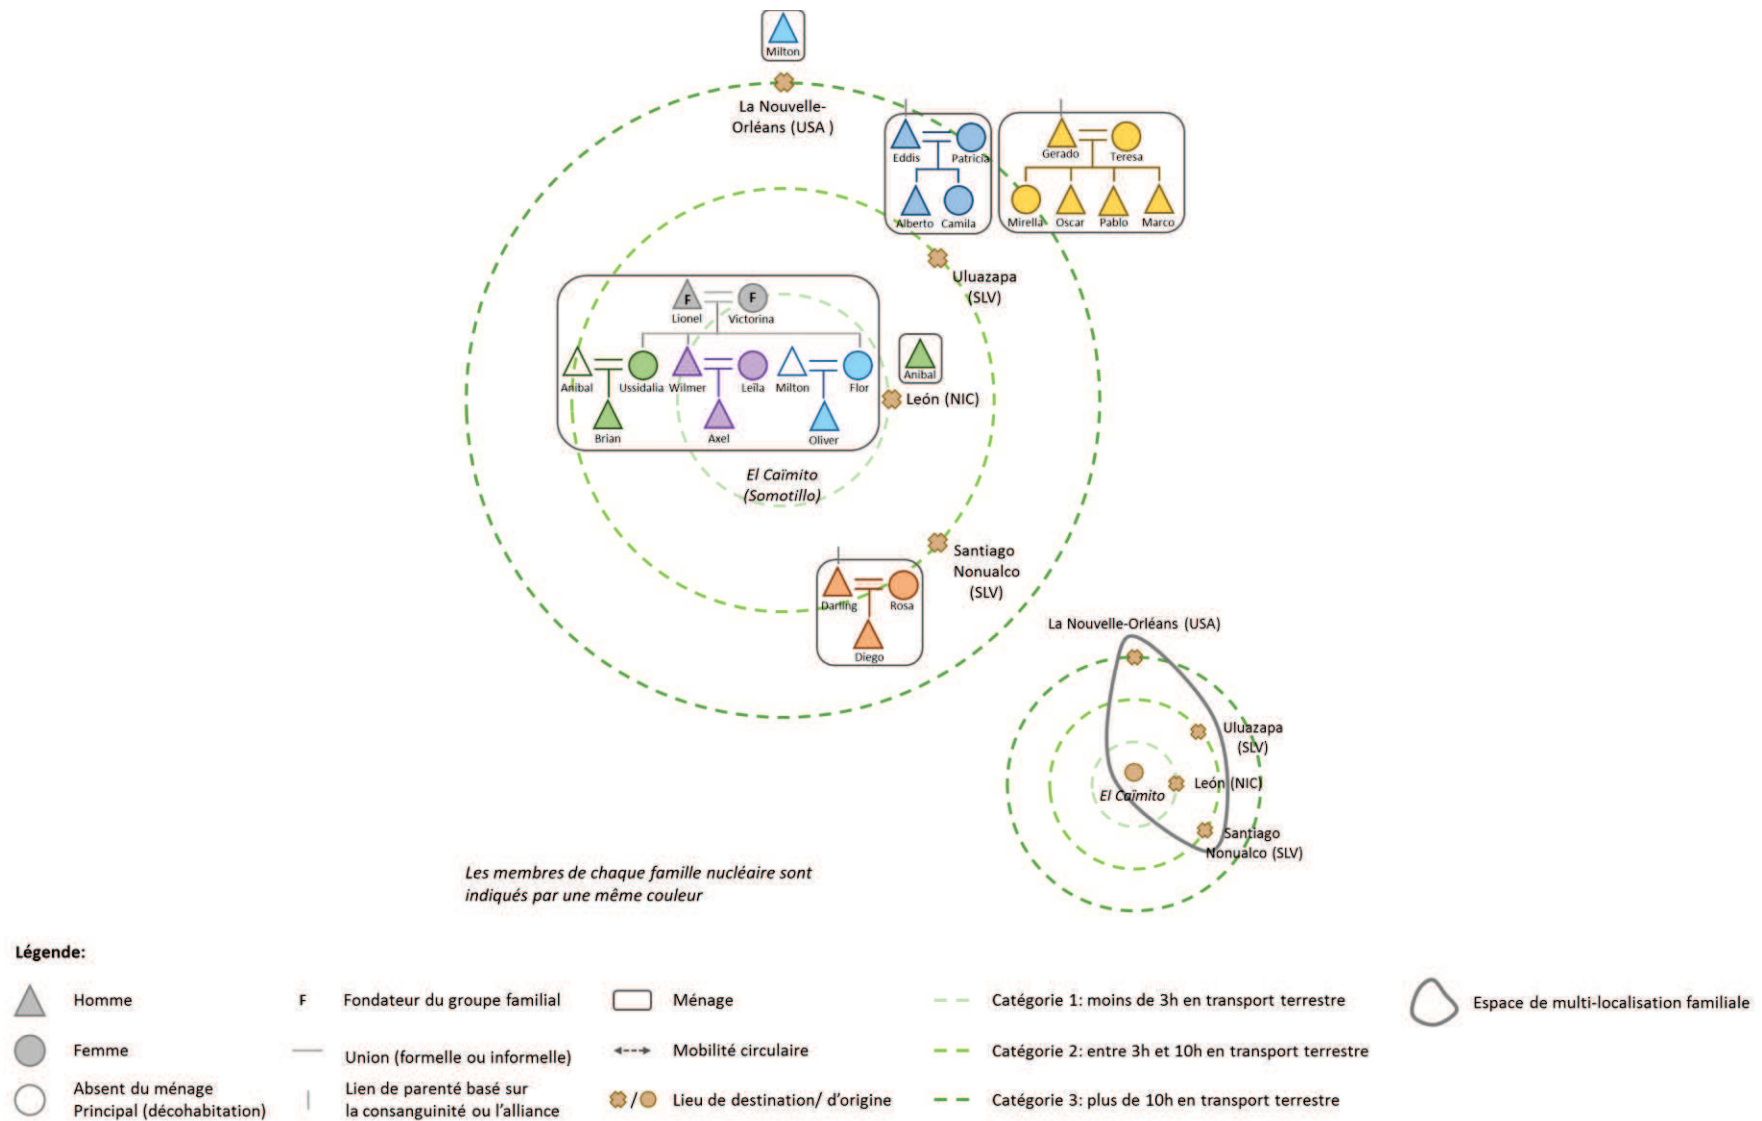 Milton
La Nouvelle-
Orléans (USA )
Eddis
Patricia
Alberto
Camila
Gerado
Teresa
Mirella
Oscar
Pablo
Marco
Uluazapa
(SLV)
F
F
Lionel
Victorina
Anibal
Ussidalia
Wilmer
Leïla
Milton
Flor
Brian
Axel
Oliver
Anibal
León (NIC)
El Caïmito
(Somotillo)
Santiago
Nonualco
(SLV)
Darling
Rosa
Diego
La Nouvelle-Orléans (USA)
Uluazapa
(SLV)
León (NIC)
El Caïmito
Santiago
Nonualco (SLV)
Les membres de chaque famille nucléaire sont
indiqués par une même couleur
Légende:
Homme
Femme
Absent du ménage
Principal (décohabitation)
F
Fondateur du groupe familial
Union (formelle ou informelle)
Lien de parenté basé sur
la consanguinité ou l'alliance
Ménage
Mobilité circulaire
/
Lieu de destination/ d'origine
Catégorie 1: moins de 3h en transport terrestre
Catégorie 2: entre 3h et 10h en transport terrestre
Catégorie 3: plus de 10h en transport terrestre
Espace de multi-localisation familiale